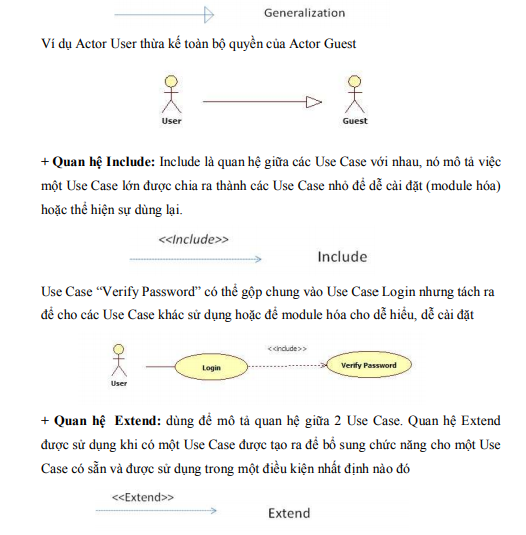 Generalization
Ví dụ Actor User thừa kế toàn bộ quyền của Actor Guest
User
Guest
+ Quan hệ Include: Include là quan hệ giữa các Use Case với nhau, nó mô tả việc
một Use Case lớn được chia ra thành các Use Case nhỏ để dễ cài đặt (module hóa)
hoặc thể hiện sự dùng lại.
<<Include>>
Include
Use Case “Verify Password” có thể gộp chung vào Use Case Login nhưng tách ra
để cho các Use Case khác sử dụng hoặc để module hóa cho dễ hiểu, dễ cài đặt
<<include>>
Login
Verify Password
User
+ Quan hệ Extend: dùng để mô tả quan hệ giữa 2 Use Case. Quan hệ Extend
được sử dụng khi có một Use Case được tạo ra để bổ sung chức năng cho một Use
Case có sẵn và được sử dụng trong một điều kiện nhất định nào đó
<<Extend>>
Extend